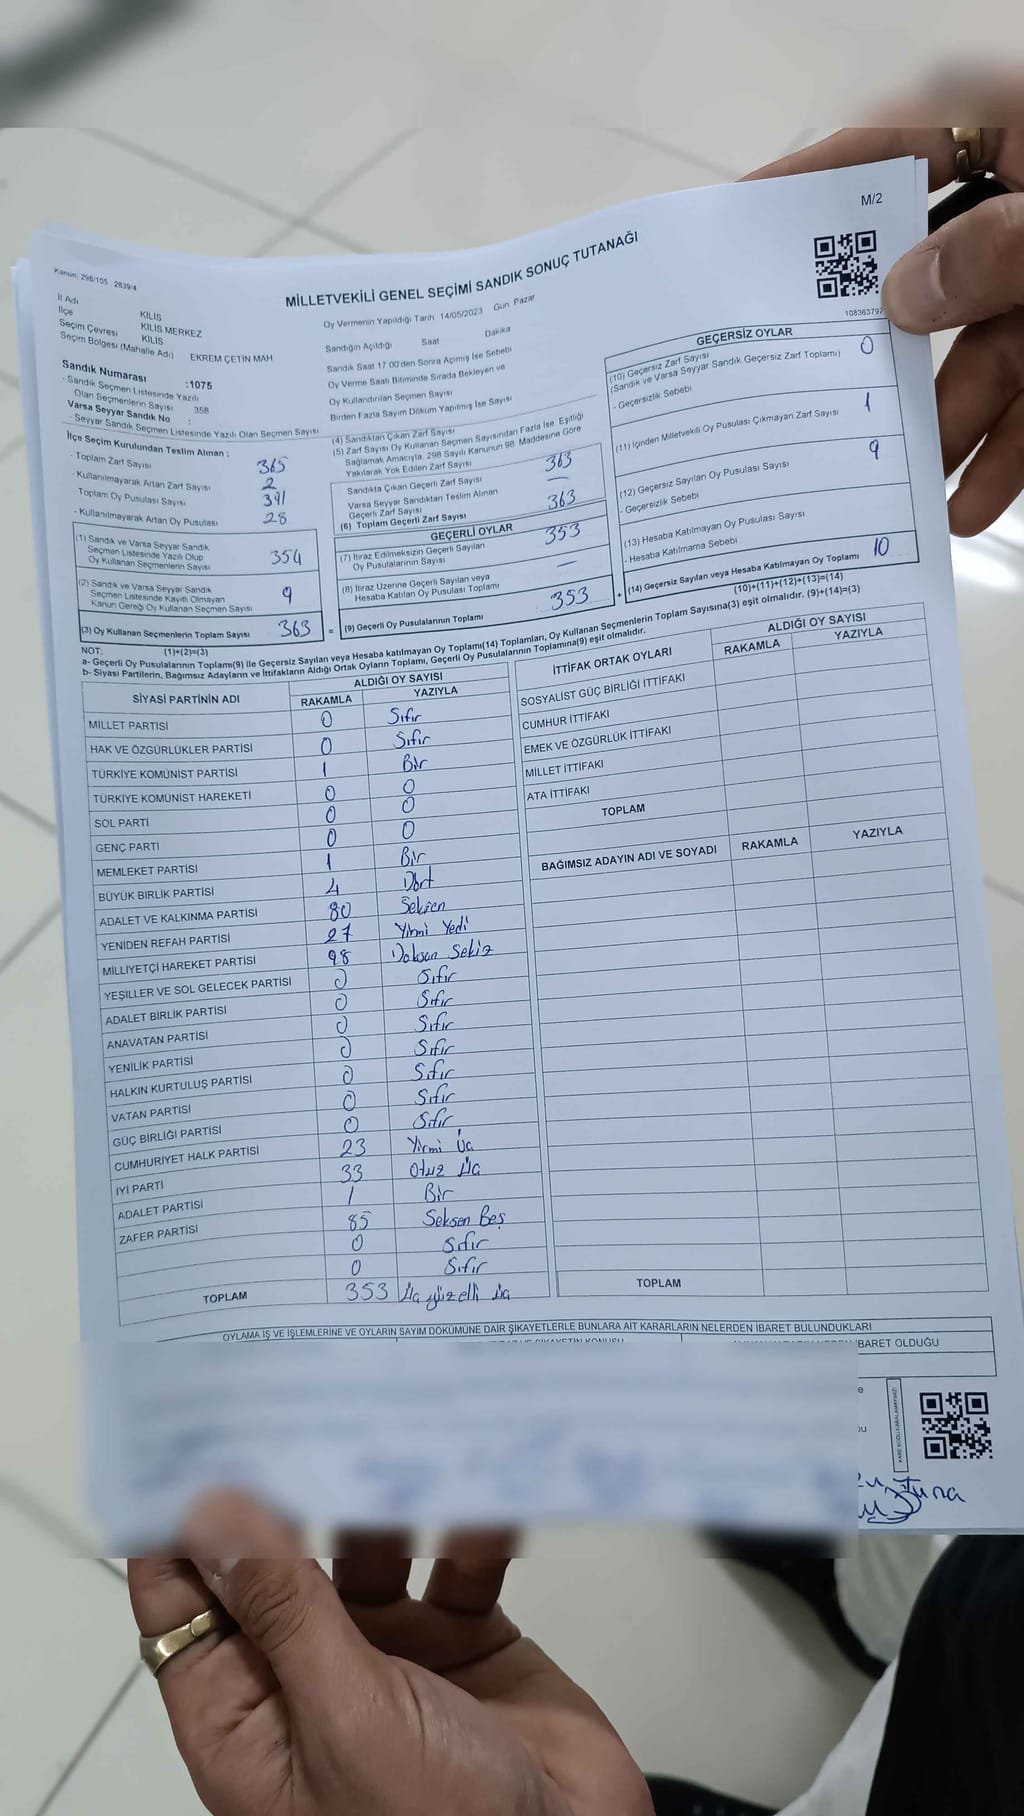 M/2
Kanun: 298/105 2839/4
MİLLETVEKİLİ GENEL SEÇİMİ SANDIK SONUÇ TUTANAĞI
108363797
İl Adı KİLİS
İlçe KİLİS MERKEZ
Seçim Çevresi KİLİS
Seçim Bölgesi (Mahalle Adı) EKREM ÇETİN MAH
Sandık Numarası :1075
- Sandık Seçmen Listesinde Yazılı
Olan Seçmenlerin Sayısı 358
Varsa Seyyar Sandık No :
- Seyyar Sandık Seçmen Listesinde Yazılı Olan Seçmen Sayısı
Oy Vermenin Yapıldığı Tarih 14/05/2023 Gün Pazar
Sandığın Açıldığı Saat Dakika
Sandık Saat 17 00'den Sonra Açımış İse Sebebi
Oy Verme Saati Bitiminde Sırada Bekleyen ve
Oy Kullandırılan Seçmen Sayısı
Birden Fazla Sayım Döküm Yapılmış İse Sayısı
İlçe Seçim Kurulundan Teslim Alınan ;
- Toplam Zarf Sayısı 365
- Kullanılmayarak Artan Zarf Sayısı 2
- Toplam Oy Pusulası Sayısı 391
- Kullanılmayarak Artan Oy Pusulası 28
(1) Sandık ve Varsa Seyyar Sandık
Seçmen Listesinde Yazılı Olup
Oy Kullanan Seçmenlerin Sayısı 354
(2) Sandık ve Varsa Seyyar Sandık
Seçmen Listesinde Kayıtlı Olmayan
Kanun Gereği Oy Kullanan Seçmen Sayısı 9
(3) Oy Kullanan Seçmenlerin Toplam Sayısı 363 =
(4) Sandıktan Çıkan Zarf Sayısı
(5) Zarf Sayısı Oy Kullanan Seçmen Sayısından Fazla İse, Eşitliği
Sağlamak Amacıyla, 298 Sayılı Kanunun 98. Maddesine Göre
Yakılarak Yok Edilen Zarf Sayısı
Sandıkta Çıkan Geçerli Zarf Sayısı 363
Varsa Seyyar Sandıktan Teslim Alınan
Geçerli Zarf Sayısı —
(6) Toplam Geçerli Zarf Sayısı 363
GEÇERLİ OYLAR
(7) İtiraz Edilmeksizin Geçerli Sayılan
Oy Pusulalarının Sayısı 353
(8) İtiraz Üzerine Geçerli Sayılan veya
Hesaba Katılan Oy Pusulası Toplamı —
(9) Geçerli Oy Pusulalarının Toplamı 353 +
GEÇERSİZ OYLAR
(10) Geçersiz Zarf Sayısı 0
(Sandık ve Varsa Seyyar Sandık Geçersiz Zarf Toplamı)
- Geçersizlik Sebebi
(11) İçinden Milletvekili Oy Pusulası Çıkmayan Zarf Sayısı 1
(12) Geçersiz Sayılan Oy Pusulası Sayısı 9
- Geçersizlik Sebebi
(13) Hesaba Katılmayan Oy Pusulası Sayısı
- Hesaba Katılmama Sebebi
(14) Geçersiz Sayılan veya Hesaba Katılmayan Oy Toplamı 10
(10)+(11)+(12)+(13)=(14)
NOT: (1)+(2)=(3)
a- Geçerli Oy Pusulalarının Toplamı(9) ile Geçersiz Sayılan veya Hesaba katılmayan Oy Toplamı(14) Toplamları, Oy Kullanan Seçmenlerin Toplam Sayısına(3) eşit olmalıdır. (9)+(14)=(3)
b- Siyasi Partilerin, Bağımsız Adayların ve İttifakların Aldığı Ortak Oyların Toplamı, Geçerli Oy Pusulalarının Toplamına(9) eşit olmalıdır.
SİYASİ PARTİNİN ADI ALDIĞI OY SAYISI
RAKAMLA YAZIYLA
MİLLET PARTİSİ 0 Sıfır
HAK VE ÖZGÜRLÜKLER PARTİSİ 0 Sıfır
TÜRKİYE KOMÜNİST PARTİSİ 1 Bir
TÜRKİYE KOMÜNİST HAREKETİ 0 0
SOL PARTİ 0 0
GENÇ PARTİ 0 0
MEMLEKET PARTİSİ 1 Bir
BÜYÜK BİRLİK PARTİSİ 4 Dört
ADALET VE KALKINMA PARTİSİ 80 Seksen
YENİDEN REFAH PARTİSİ 27 Yirmi Yedi
MİLLİYETÇİ HAREKET PARTİSİ 98 Doksan Sekiz
YEŞİLLER VE SOL GELECEK PARTİSİ 0 Sıfır
ADALET BİRLİK PARTİSİ 0 Sıfır
ANAVATAN PARTİSİ 0 Sıfır
YENİLİK PARTİSİ 0 Sıfır
HALKIN KURTULUŞ PARTİSİ 0 Sıfır
VATAN PARTİSİ 0 Sıfır
GÜÇ BİRLİĞİ PARTİSİ 0 Sıfır
CUMHURİYET HALK PARTİSİ 23 Yirmi Üç
İYİ PARTİ 33 Otuz Üç
ADALET PARTİSİ 1 Bir
ZAFER PARTİSİ 85 Seksen Beş
0 Sıfır
0 Sıfır
TOPLAM 353 Üç yüzelli üç
İTTİFAK ORTAK OYLARI ALDIĞI OY SAYISI
RAKAMLA YAZIYLA
SOSYALİST GÜÇ BİRLİĞİ İTTİFAKI
CUMHUR İTTİFAKI
EMEK VE ÖZGÜRLÜK İTTİFAKI
MİLLET İTTİFAKI
ATA İTTİFAKI
TOPLAM
BAĞIMSIZ ADAYIN ADI VE SOYADI RAKAMLA YAZIYLA
TOPLAM
OYLAMA İŞ VE İŞLEMLERİNE VE OYLARIN SAYIM DÖKÜMÜNE DAİR ŞİKAYETLERLE BUNLARA AİT KARARLARIN NELERDEN İBARET BULUNDUKLARI
İBARET OLDUĞU